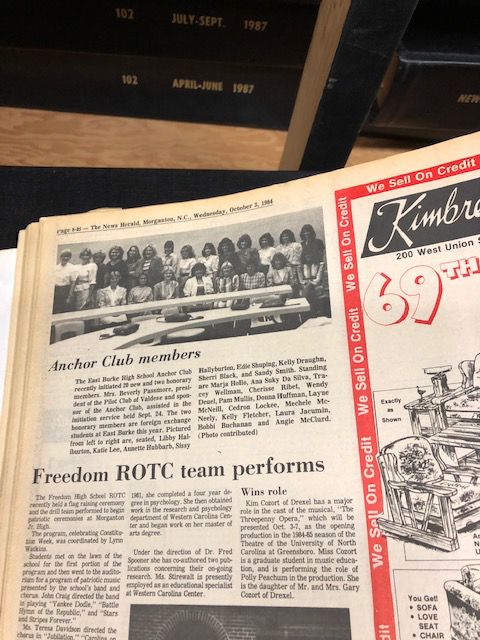 102 JULY-SEPT. 1987
102 APRIL-JUNE 1987
NEW
Page 8-B — The News Herald, Morganton, N.C., Wednesday, October 3, 1984
Anchor Club members
The East Burke High School Anchor Club
recently initiated 20 new and two honorary
members. Mrs. Beverly Passmore, presi-
dent of the Pilot Club of Valdese and spon-
sor of the Anchor Club, assisted in the
initiation service held Sept. 24. The two
honorary members are foreign exchange
students at East Burke this year. Pictured
from left to right are, seated, Libby Hal-
burton, Katie Lee, Annette Hubbarb, Sissy
Hallyburton, Edie Shuping, Kelly Draughn,
Sherri Black, and Sandy Smith. Standing
are Marja Hollo, Ana Suky Da Silva, Tra-
cey Wellman, Cherisse Ribet, Wendy
Deuel, Pam Mullis, Donna Huffman, Layne
McNeill, Cedron Lockee, Mechele Mc-
Neely, Kelly Fletcher, Laura Jacumin,
Bobbi Buchanan and Angie McClurd.
(Photo contributed)
Freedom ROTC team performs
The Freedom High School ROTC
recently held a flag raising ceremony
and the drill team performed to begin
patriotic ceremonies at Morganton
Jr. High.
The program, celebrating Constitu-
tion Week, was coordinated by Lynn
Watkins.
Students met on the lawn of the
school for the first portion of the
program and then went to the audito-
rium for a program of patriotic music
presented by the school's band and
chorus. John Craig directed the band
in playing "Yankee Dodle," "Battle
Hymn of the Republic," and "Stars
and Stripes Forever."
Ms. Teresa Davidson directed the
chorus in "Jubilation," "Carolina on
1981, she completed a four year de-
gree in psychology. She then obtained
work in the research and psychology
department of Western Carolina Cen-
ter and began work on her master of
arts degree.
Under the direction of Dr. Fred
Spooner she has co-authored two pub-
lications concerning their on-going
research. Ms. Stirewalt is presently
employed as an educational specialist
at Western Carolina Center.
Wins role
Kim Cozort of Drexel has a major
role in the cast of the musical, "The
Threepenny Opera," which will be
presented Oct. 3-7, as the opening
production in the 1984-85 season of
the Theatre of the University of North
Carolina at Greensboro. Miss Cozort
is a graduate student in music educa-
tion, and is performing the role of
Polly Peachum in the production. She
is the daughter of Mr. and Mrs. Gary
Cozort of Drexel.
We Sell On Credit
We Sell On Credit
We Sell On Credit
We Sell On Credit
We Se
Kimbre
200 West Union S
69TH
Exactly
as
Shown
You Get!
• SOFA
• LOVE
SEAT
• CHAIR